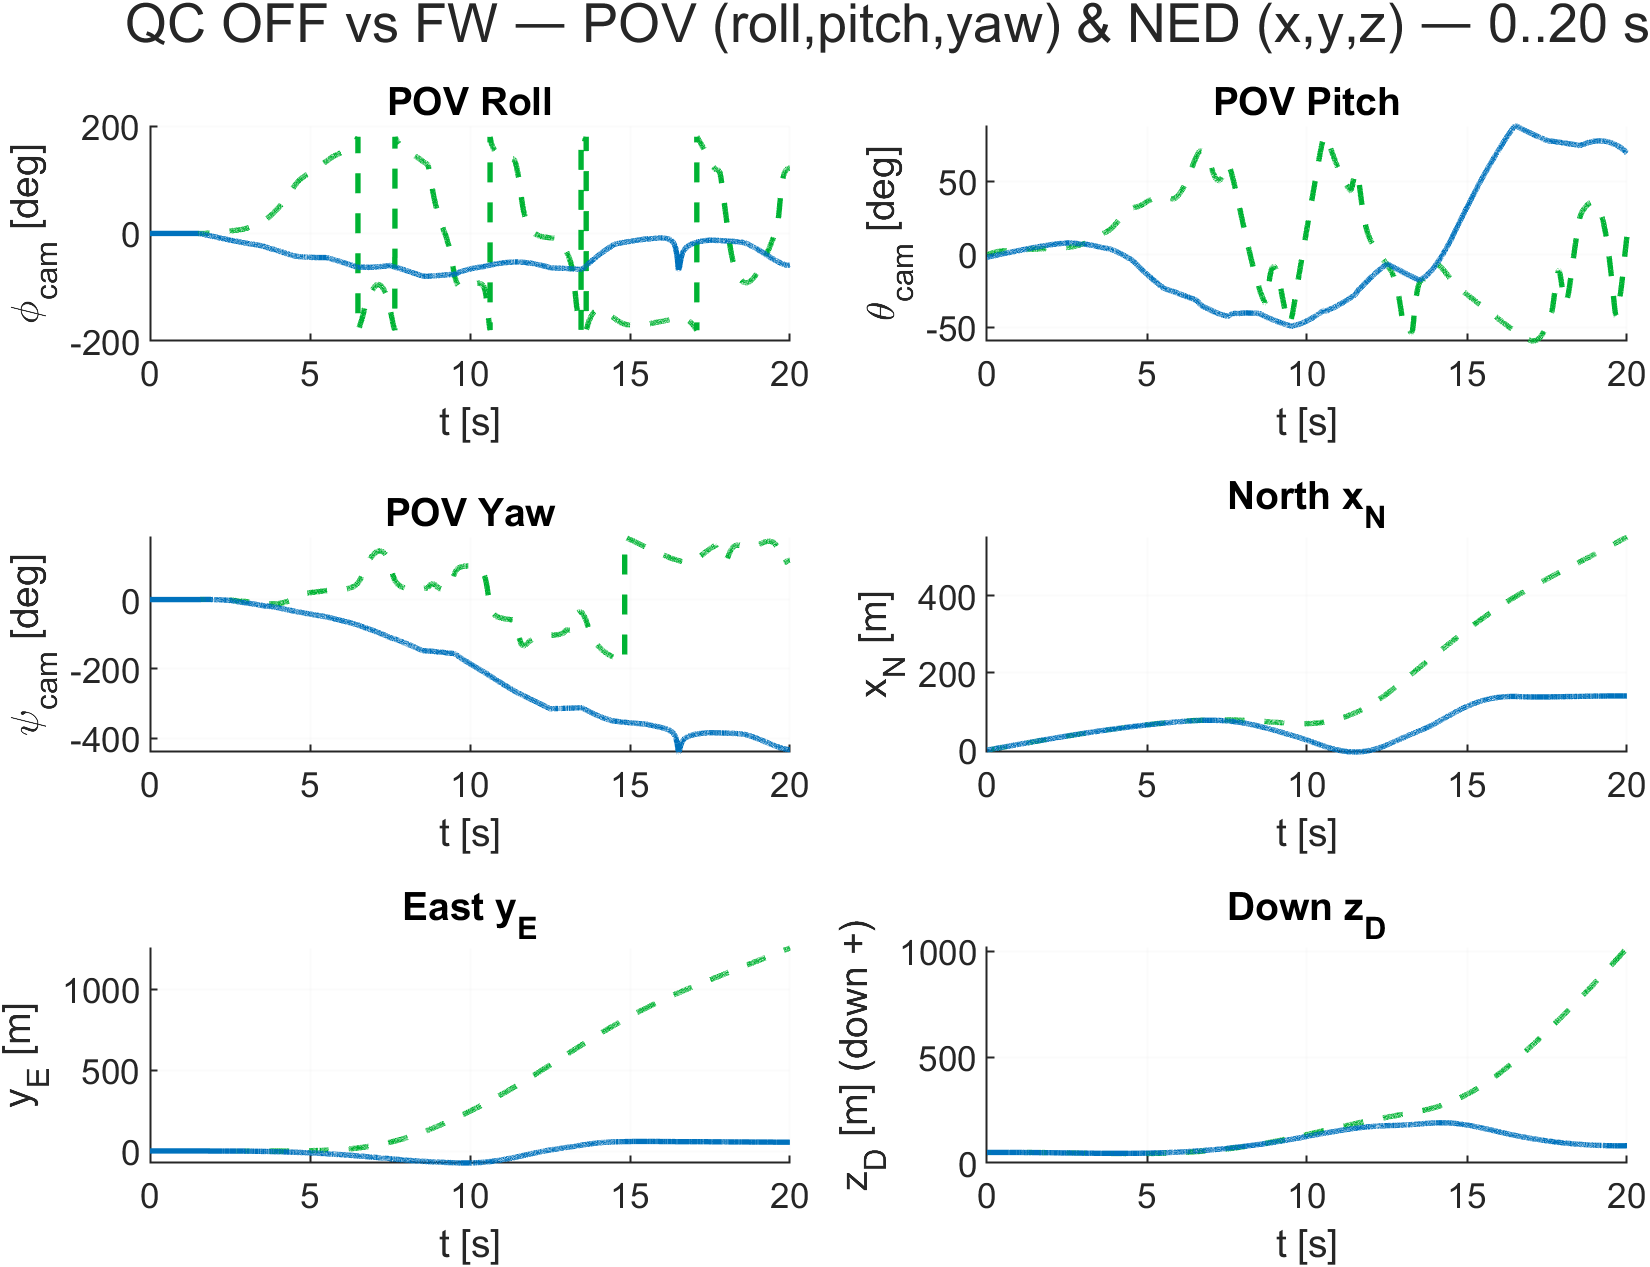 QC OFF vs FW — POV (roll,pitch,yaw) & NED (x,y,z) — 0..20 s
POV Roll
ϕcam [deg]
200
0
-200
0 5 10 15 20
t [s]
POV Pitch
θcam [deg]
50
0
-50
0 5 10 15 20
t [s]
POV Yaw
ψcam [deg]
0
-200
-400
0 5 10 15 20
t [s]
North xN
xN [m]
400
200
0
0 5 10 15 20
t [s]
East yE
yE [m]
1000
500
0
0 5 10 15 20
t [s]
Down zD
zD [m] (down +)
1000
500
0
0 5 10 15 20
t [s]